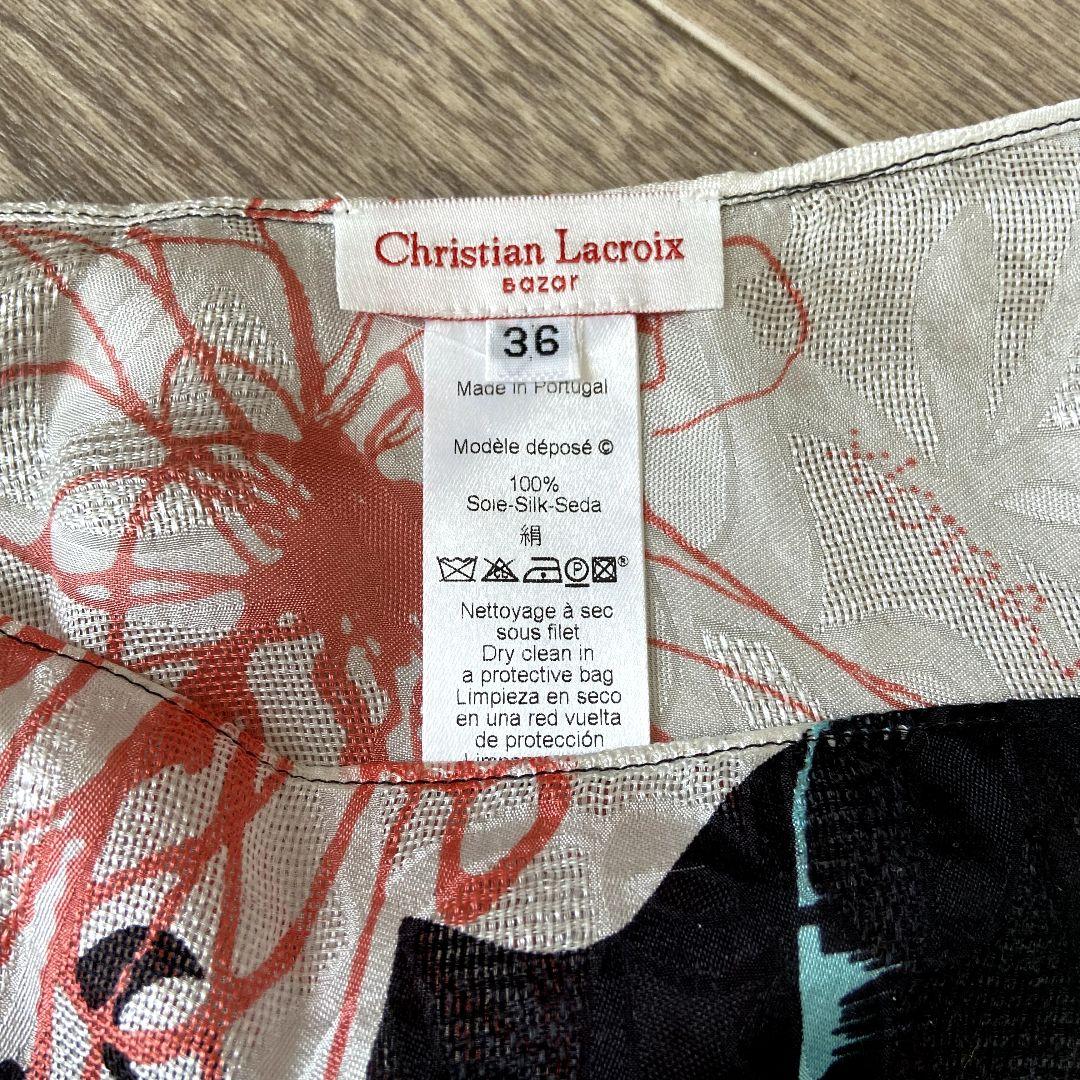 Christian Lacroix
Bazar
36
Made in Portugal
Modèle déposé ©
100%
Soie-Silk-Seda
絹
P
Nettoyage à sec
sous filet
Dry clean in
a protective bag
Limpieza en seco
en una red vuelta
de protección